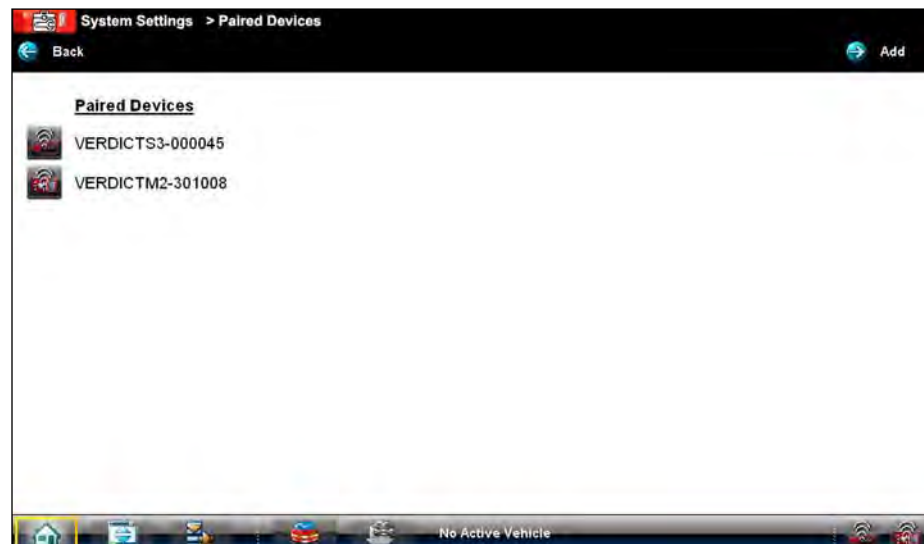 System Settings > Paired Devices
Back
Add
Paired Devices
VERDICTS3-000045
VERDICTM2-301008
No Active Vehicle